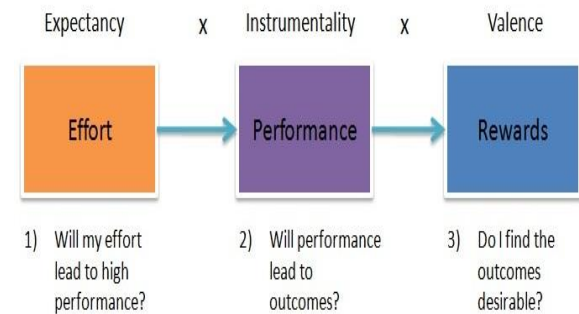 Expectancy x Instrumentality x Valence
Effort Performance Rewards
1) Will my effort
lead to high
performance?
2) Will performance
lead to
outcomes?
3) Do I find the
outcomes
desirable?